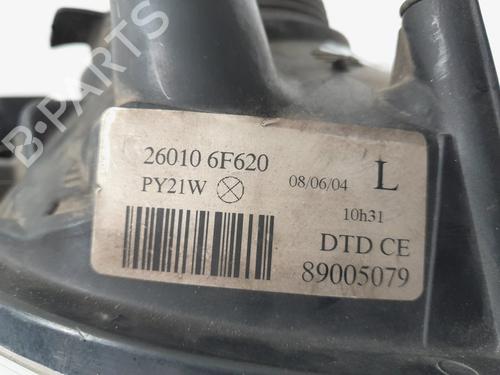 B-PARTS
26010 6F620
PY21W
08/06/04 L
10h31
DTD CE
89005079